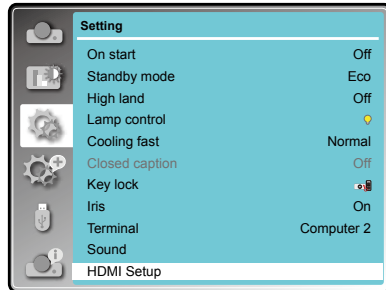 Setting
On start Off
Standby mode Eco
High land Off
Lamp control
Cooling fast Normal
Closed caption Off
Key lock
Iris On
Terminal Computer 2
Sound
HDMI Setup